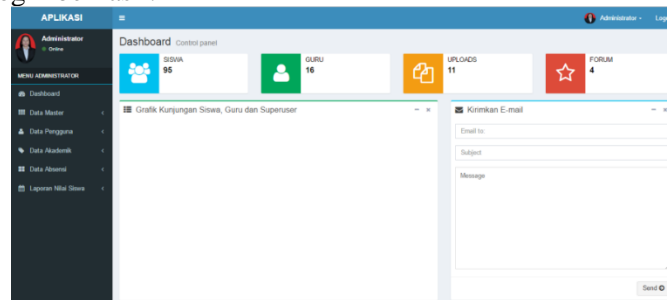 APLIKASI
Administrator
Administrator
Online
Dashboard Control panel
SISWA
95
GURU
16
UPLOADS
11
FORUM
4
MENU ADMINISTRATOR
Dashboard
Data Master
Data Pengguna
Data Akademik
Data Absensi
Laporan Nilai Siswa
Grafik Kunjungan Siswa, Guru dan Superuser
Kirimkan E-mail
Email to:
Subject
Message
Send